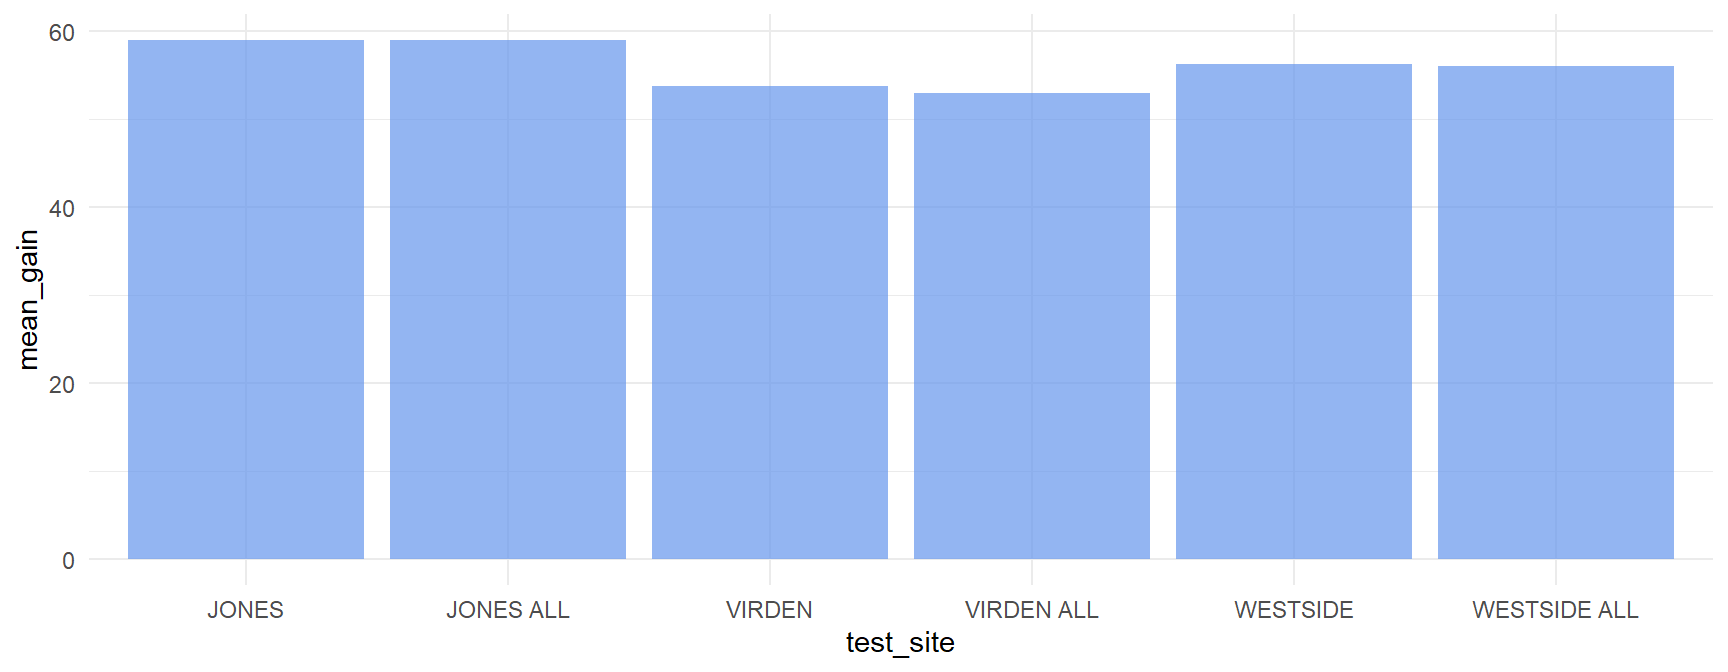 mean_gain
60
40
20
0
JONES JONES ALL VIRDEN VIRDEN ALL WESTSIDE WESTSIDE ALL
test_site